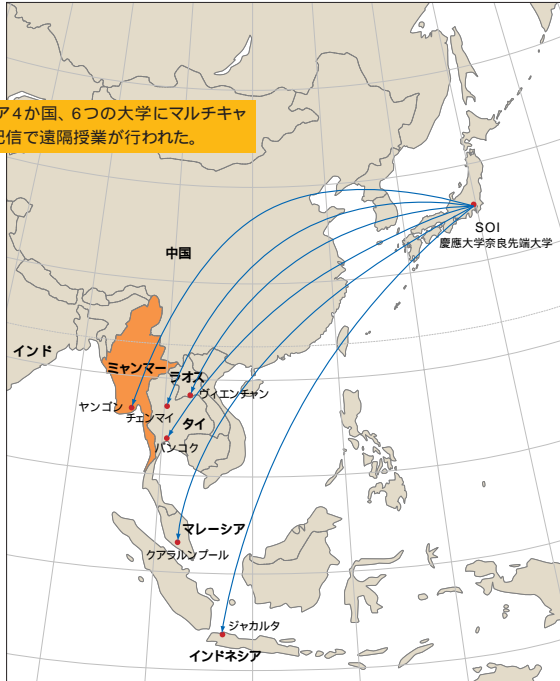 ア4か国、6つの大学にマルチキャ
配信で遠隔授業が行われた。
SOI
慶應大学奈良先端大学
中国
インド
ミャンマー
ラオス
ヴィエンチャン
ヤンゴン
チェンマイ
タイ
バンコク
マレーシア
クアラルンプール
ジャカルタ
インドネシア